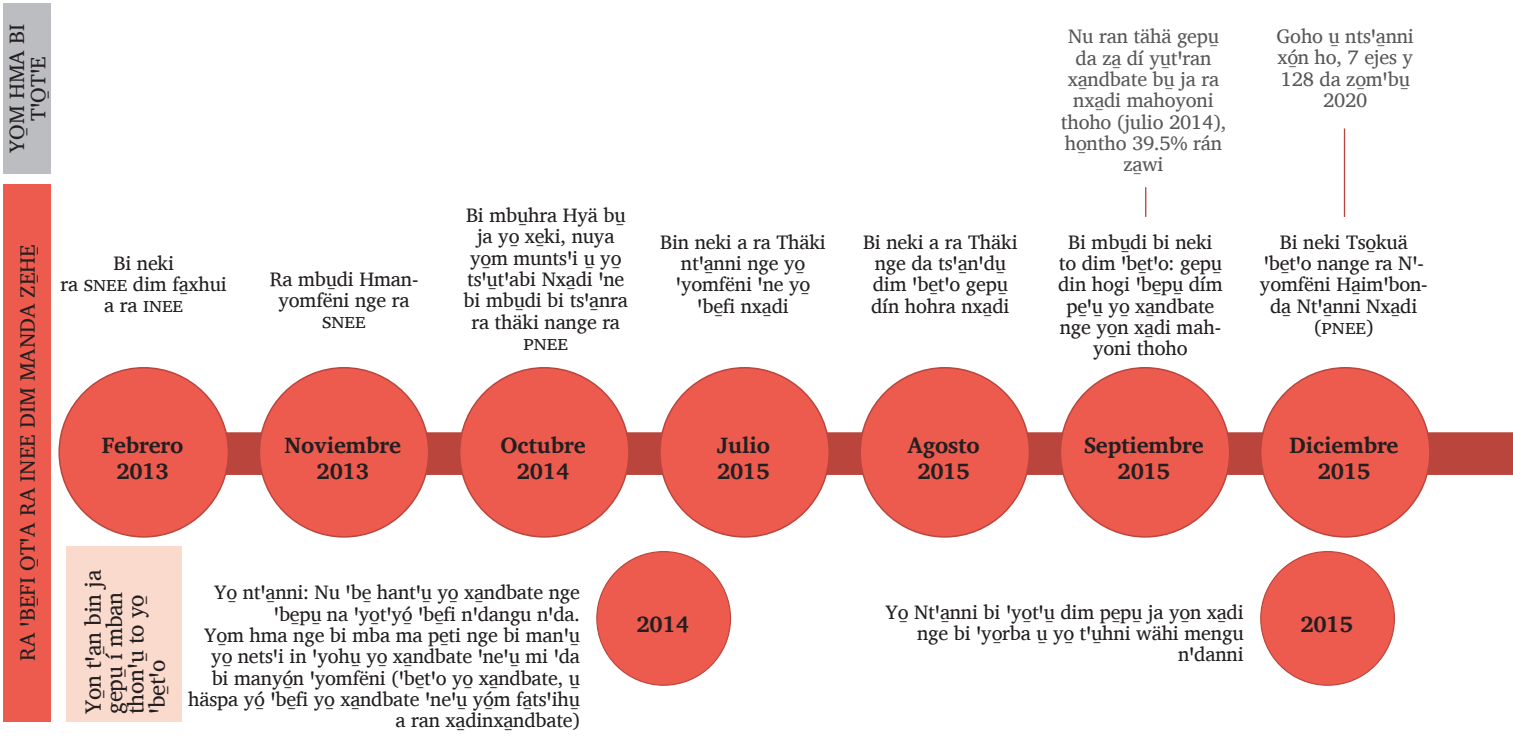 YO̱M HMA BI
T'O̱T'E
Nu ran tähä gepu̱
da za̱ dí yu̱t'ran
xa̱ndbate bu̱ ja ra
nxa̱di mahoyoni
thoho (julio 2014),
ho̱ntho 39.5% rán
za̱wi
Goho u̱ nts'a̱nni
xó̱n ho, 7 ejes y
128 da zo̱m'bu̱
2020
RA 'BE̱FI O̱T'A RA INEE DIM MANDA ZE̱HE̱
Bi neki
ra SNEE dim fa̱xhui
a ra INEE
Ra mbu̱di Hman-
yomfëni nge ra
SNEE
Bi mbu̱hra Hyä bu̱
ja yo̱ xe̱ki, nuya
yo̱m munts'i u̱ yo̱
ts'u̱t'abi Nxa̱di 'ne
bi mbu̱di bi ts'a̱nra
ra thäki nange ra
PNEE
Bin neki a ra Thäki
nt'a̱nni nge yo̱
'yomfëni 'ne yo̱
'be̱fi nxa̱di
Bi neki a ra Thäki
nge da ts'a̱n'du̱
dim 'be̱t'o gepu̱
dín hohra nxa̱di
Bi mbu̱di bi neki
to dim 'be̱t'o: gepu̱
din hogi 'be̱pu̱ dím
pe̱'u̱ yo̱ xa̱ndbate
nge yo̱n xa̱di mah-
yoni thoho
Bi neki Tso̱kuä
'be̱t'o nange ra N'-
yomfëni Ha̱im'bon-
da̱ Nt'a̱nni Nxa̱di
(PNEE)
Febrero
2013
Noviembre
2013
Octubre
2014
Julio
2015
Agosto
2015
Septiembre
2015
Diciembre
2015
Yo̱n t'a̱n bin ja
gepu̱ í mban
thon'u̱ to yo̱
'be̱t'o
Yo̱ nt'a̱nni: Nu 'be̱ hant'u̱ yo̱ xa̱ndbate nge
'be̱pu̱ na 'yo̱t'yó̱ 'be̱fi n'dangu n'da.
Yo̱m hma nge bi mba ma pe̱ti nge bi man'u̱
yo̱ nets'i in 'yohu̱ yo̱ xa̱ndbate 'ne'u̱ mi 'da
bi manyó̱n 'yomfëni ('be̱t'o yo̱ xa̱ndbate, u̱
häspa yó̱ 'be̱fi yo̱ xa̱ndbate 'ne'u̱ yó̱m fa̱ts'ihu̱
a ran xa̱dinxa̱ndbate)
2014
Yo̱ Nt'a̱nni bi 'yo̱t'u̱ dim pe̱pu̱ ja yo̱n xa̱di
nge bi 'yo̱rba u̱ yo̱ t'u̱hni wähi mengu
n'danni
2015